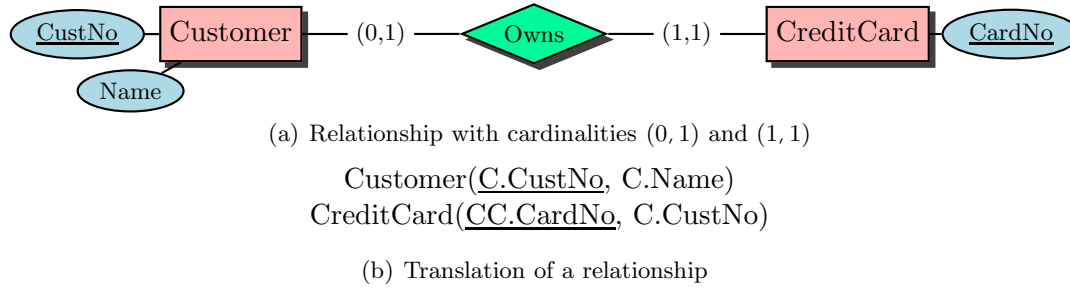 CustNo Customer (0,1) Owns (1,1) CreditCard CardNo
Name
(a) Relationship with cardinalities (0, 1) and (1, 1)
Customer(C.CustNo, C.Name)
CreditCard(CC.CardNo, C.CustNo)
(b) Translation of a relationship